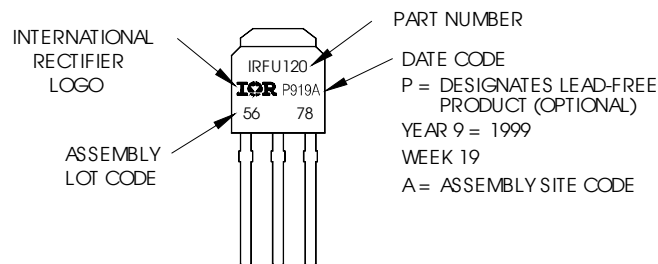 INTERNATIONAL
RECTIFIER
LOGO
ASSEMBLY
LOT CODE
IRFU120
IOR P919A
56 78
PART NUMBER
DATE CODE
P = DESIGNATES LEAD-FREE
PRODUCT (OPTIONAL)
YEAR 9 = 1999
WEEK 19
A = ASSEMBLY SITE CODE